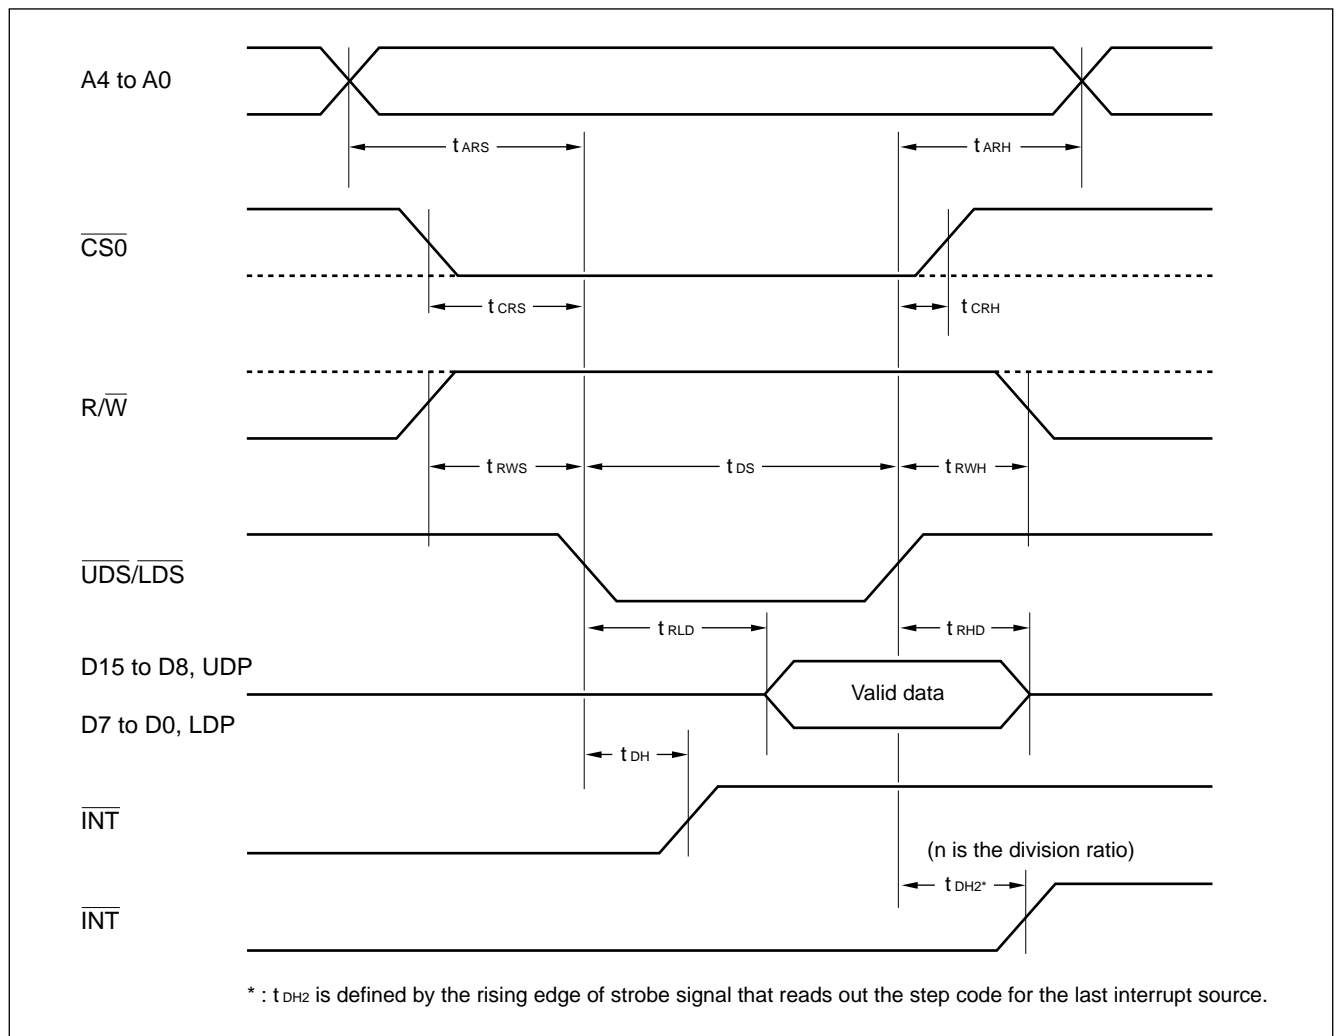 A4 to A0
t ARS
t ARH
CS0
t CRS
t CRH
R/W
t RWS
t DS
t RWH
UDS/LDS
t RLD
t RHD
D15 to D8, UDP
Valid data
D7 to D0, LDP
t DH
INT
(n is the division ratio)
t DH2*
INT
* : t DH2 is defined by the rising edge of strobe signal that reads out the step code for the last interrupt source.